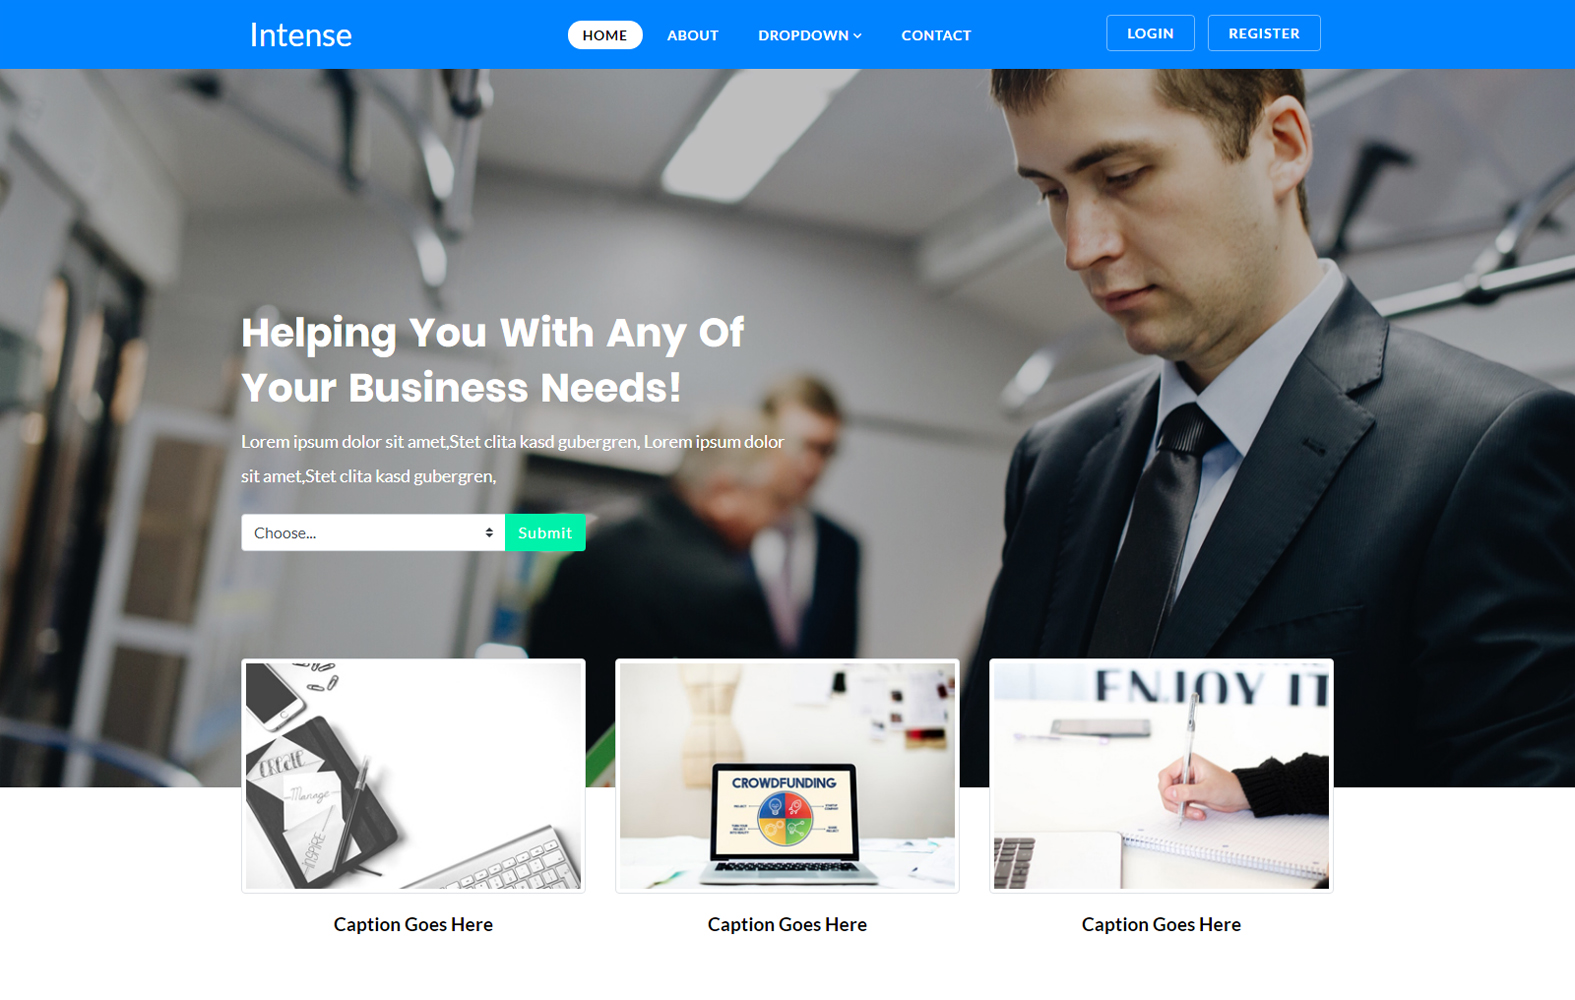 Intense
HOME
ABOUT
DROPDOWN
CONTACT
LOGIN
REGISTER
Helping You With Any Of
Your Business Needs!
Lorem ipsum dolor sit amet,Stet clita kasd gubergren, Lorem ipsum dolor
sit amet,Stet clita kasd gubergren,
Choose...
Submit
CREATE
Manage
INSPIRE
CROWDFUNDING
ENJOY IT
Caption Goes Here
Caption Goes Here
Caption Goes Here